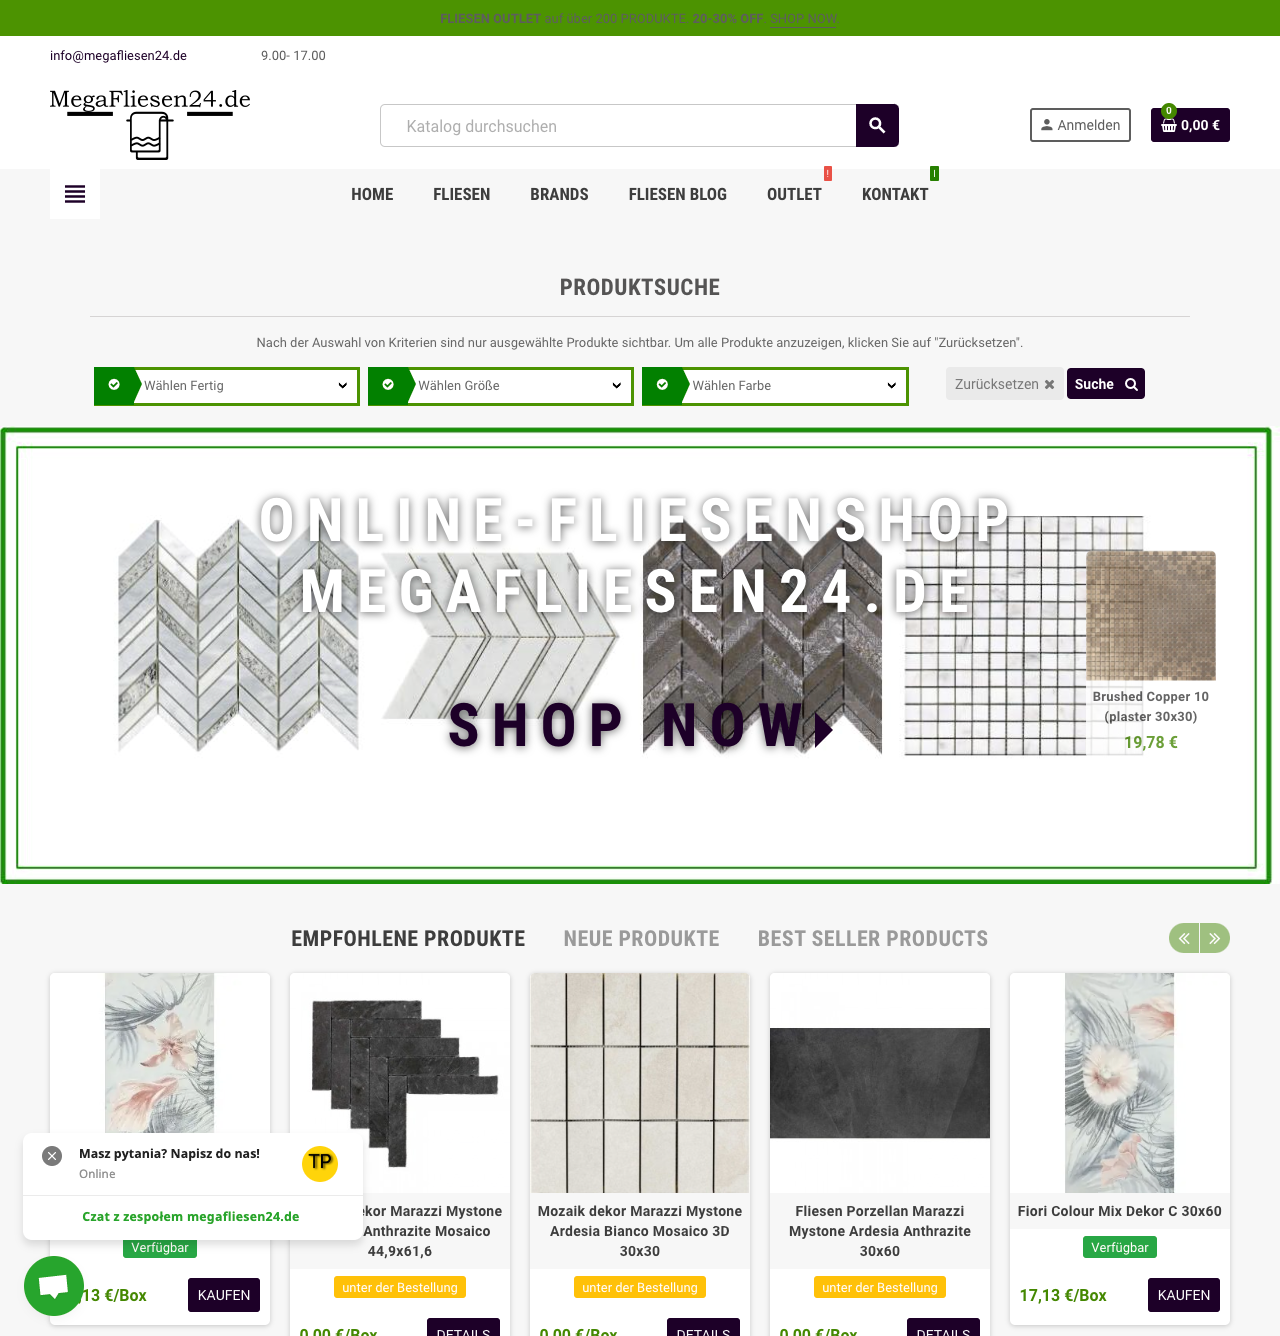 FLIESEN OUTLET auf über 200 PRODUKTE, 20-30% OFF. SHOP NOW.
info@megafliesen24.de 9.00- 17.00
MegaFliesen24.de
Katalog durchsuchen
Anmelden
0
0,00 €
HOME FLIESEN BRANDS FLIESEN BLOG OUTLET ! KONTAKT !
PRODUKTSUCHE
Nach der Auswahl von Kriterien sind nur ausgewählte Produkte sichtbar. Um alle Produkte anzuzeigen, klicken Sie auf "Zurücksetzen".
Wählen Fertig Wählen Größe Wählen Farbe Zurücksetzen Suche
ONLINE-FLIESENSHOP
MEGAFLIESEN24.DE
SHOP NOW
Brushed Copper 10
(plaster 30x30)
19,78 €
EMPFOHLENE PRODUKTE NEUE PRODUKTE BEST SELLER PRODUCTS
Masz pytania? Napisz do nas!
Online
TP
Czat z zespołem megafliesen24.de
Verfügbar
13 €/Box KAUFEN
ekor Marazzi Mystone
Anthrazite Mosaico
44,9x61,6
unter der Bestellung
0,00 €/Box DETAILS
Mozaik dekor Marazzi Mystone
Ardesia Bianco Mosaico 3D
30x30
unter der Bestellung
0,00 €/Box DETAILS
Fliesen Porzellan Marazzi
Mystone Ardesia Anthrazite
30x60
unter der Bestellung
0,00 €/Box DETAILS
Fiori Colour Mix Dekor C 30x60
Verfügbar
17,13 €/Box KAUFEN